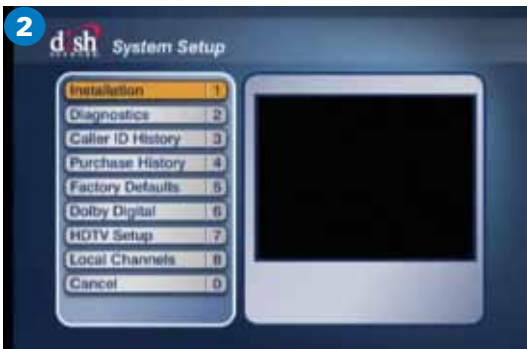 2
dish System Setup
NETWORK
Installation 1
Diagnostics 2
Caller ID History 3
Purchase History 4
Factory Defaults 5
Dolby Digital 6
HDTV Setup 7
Local Channels 8
Cancel 0